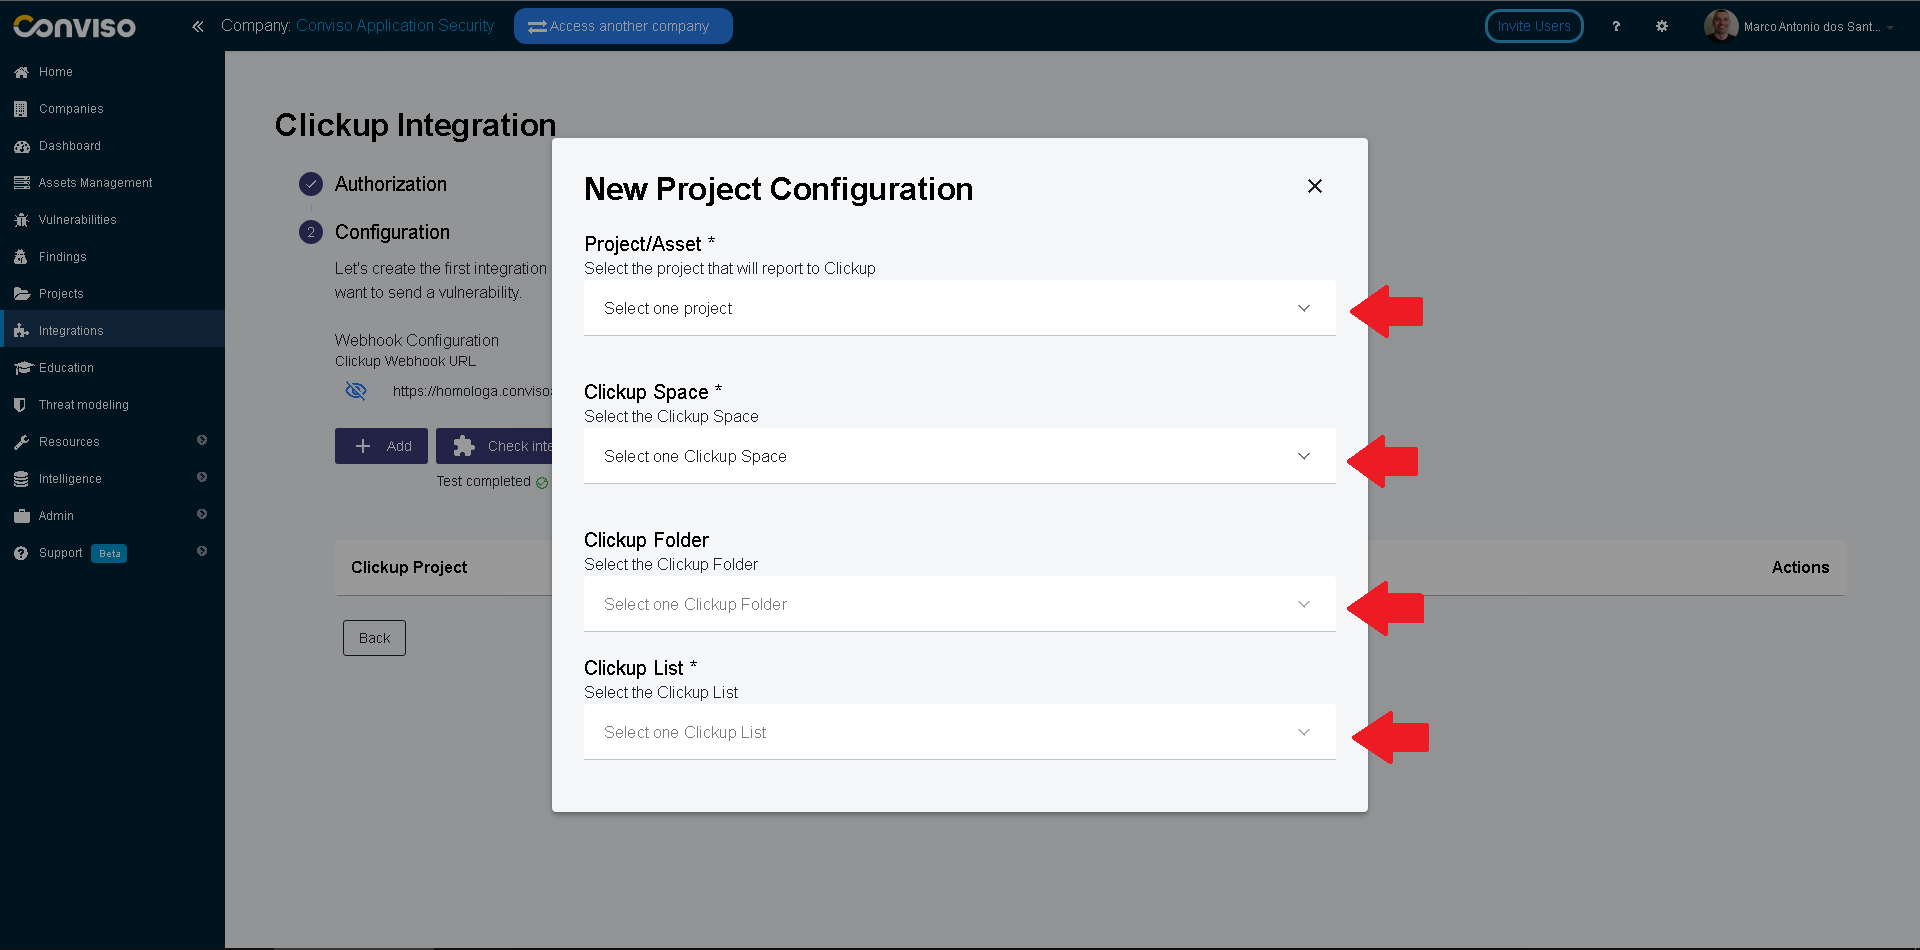 Conviso
Company: Conviso Application Security
Access another company
Invite Users
?
Marco Antonio dos Sant...
Home
Companies
Dashboard
Assets Management
Vulnerabilities
Findings
Projects
Integrations
Education
Threat modeling
Resources
Intelligence
Admin
Support Beta
Clickup Integration
Authorization
2 Configuration
Let's create the first integration
want to send a vulnerability.
Webhook Configuration
Clickup Webhook URL
https://homologa.conviso
Add
Check inte
Test completed
Clickup Project
Actions
Back
New Project Configuration
Project/Asset *
Select the project that will report to Clickup
Select one project
Clickup Space *
Select the Clickup Space
Select one Clickup Space
Clickup Folder
Select the Clickup Folder
Select one Clickup Folder
Clickup List *
Select the Clickup List
Select one Clickup List